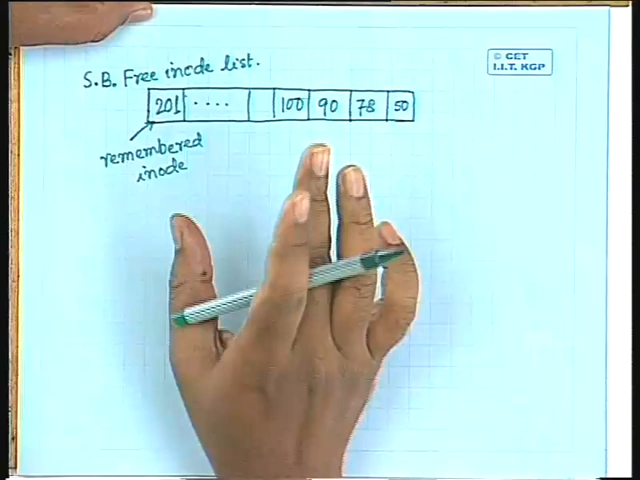 © CET
I.I.T. KGP
S.B. Free inode list.
201 .... 100 90 78 50
remembered
inode